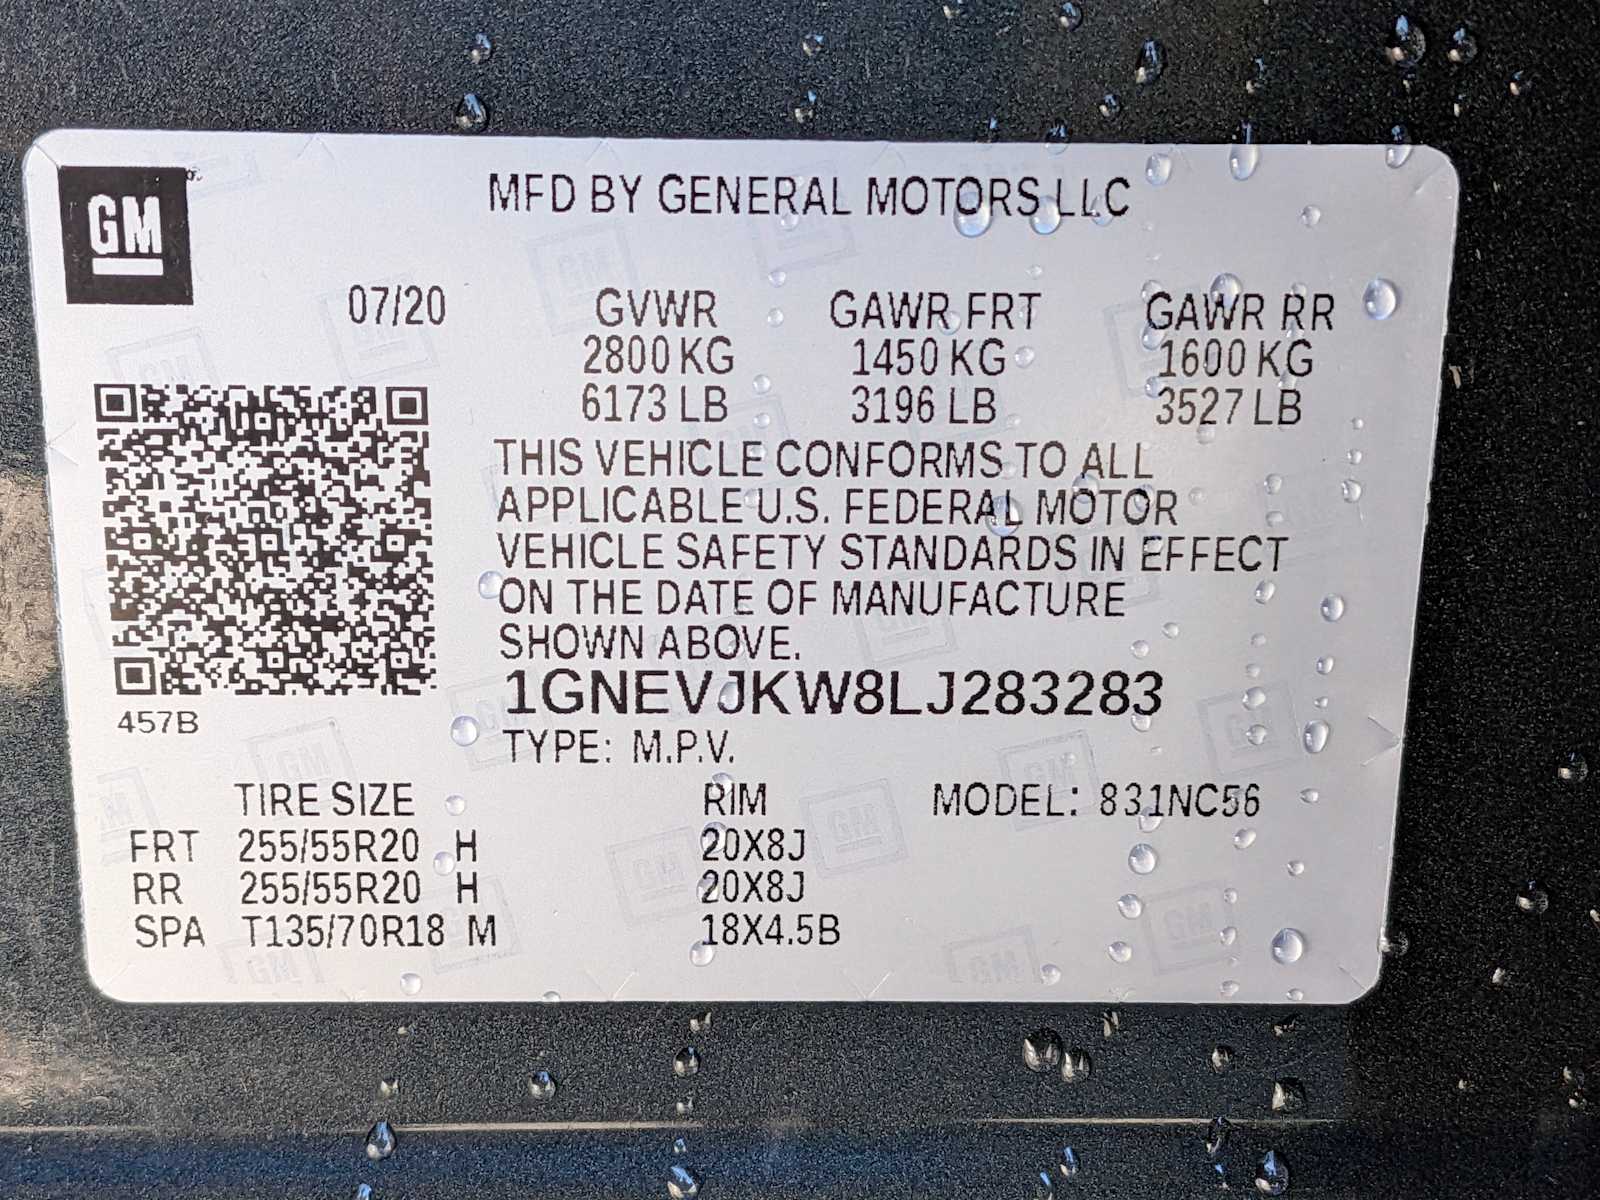 GM
MFD BY GENERAL MOTORS LLC
07/20 GVWR GAWR FRT GAWR RR
2800 KG 1450 KG 1600 KG
6173 LB 3196 LB 3527 LB
THIS VEHICLE CONFORMS TO ALL
APPLICABLE U.S. FEDERAL MOTOR
VEHICLE SAFETY STANDARDS IN EFFECT
ON THE DATE OF MANUFACTURE
SHOWN ABOVE.
1GNEVJKW8LJ283283
457B
TYPE: M.P.V.
TIRE SIZE RIM MODEL: 831NC56
FRT 255/55R20 H 20X8J
RR 255/55R20 H 20X8J
SPA T135/70R18 M 18X4.5B